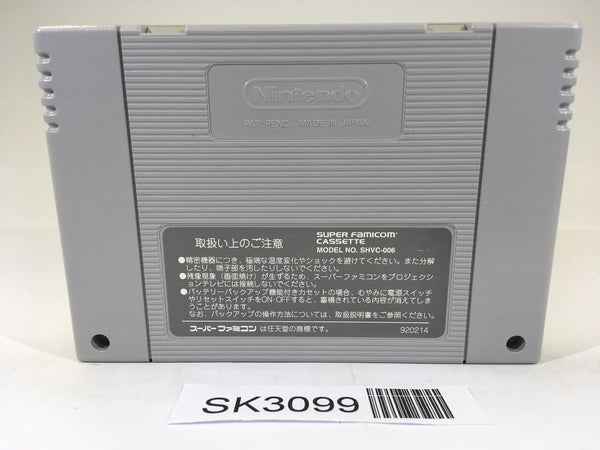 Nintendo
PAT. PEND. MADE IN JAPAN
取扱い上のご注意
SUPER FAMICOM
CASSETTE
MODEL NO. SHVC-006
●精密機器につき、極端な温度変化やショックを避けてください。また分解
したり、端子部を汚したりしないでください。
●残像現象（画面焼け）が生ずるため、スーパーファミコンをプロジェクシ
ョンテレビには接続しないでください。
●バッテリーバックアップ機能付きカセットの場合、むやみに電源スイッチ
やリセットスイッチをON-OFFすると、蓄積されている内容が消えてしま
うことがあります。
なお、バックアップの操作方法については、取扱説明書をご参照ください。
スーパーファミコン は任天堂の商標です。
920214
SK3099